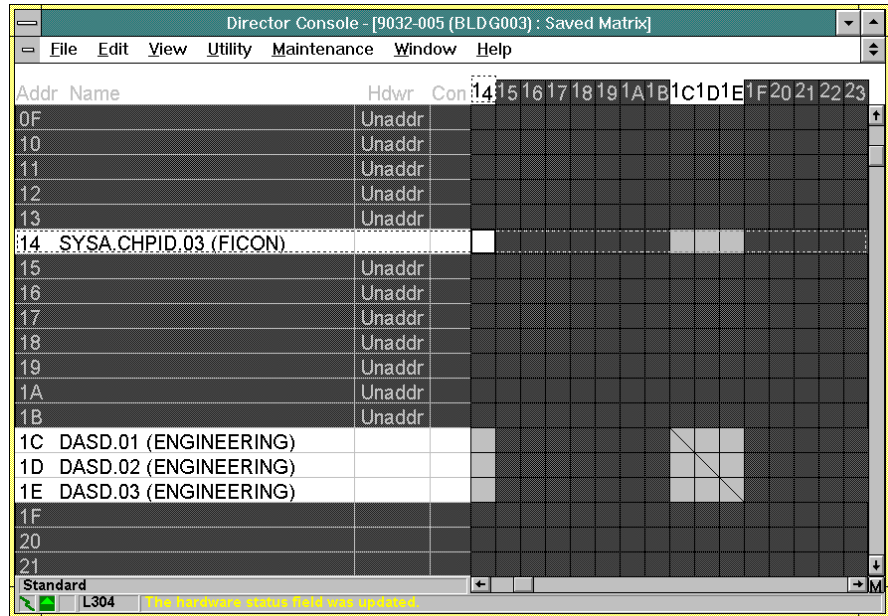 Director Console - [9032-005 (BLDG003) : Saved Matrix]
File Edit View Utility Maintenance Window Help
Addr Name Hdwr Con 14 15 16 17 18 19 1A 1B 1C 1D 1E 1F 20 21 22 23
0F Unaddr
10 Unaddr
11 Unaddr
12 Unaddr
13 Unaddr
14 SYSA.CHPID.03 (FICON)
15 Unaddr
16 Unaddr
17 Unaddr
18 Unaddr
19 Unaddr
1A Unaddr
1B Unaddr
1C DASD.01 (ENGINEERING)
1D DASD.02 (ENGINEERING)
1E DASD.03 (ENGINEERING)
1F
20
21
Standard M
L304 The hardware status field was updated.